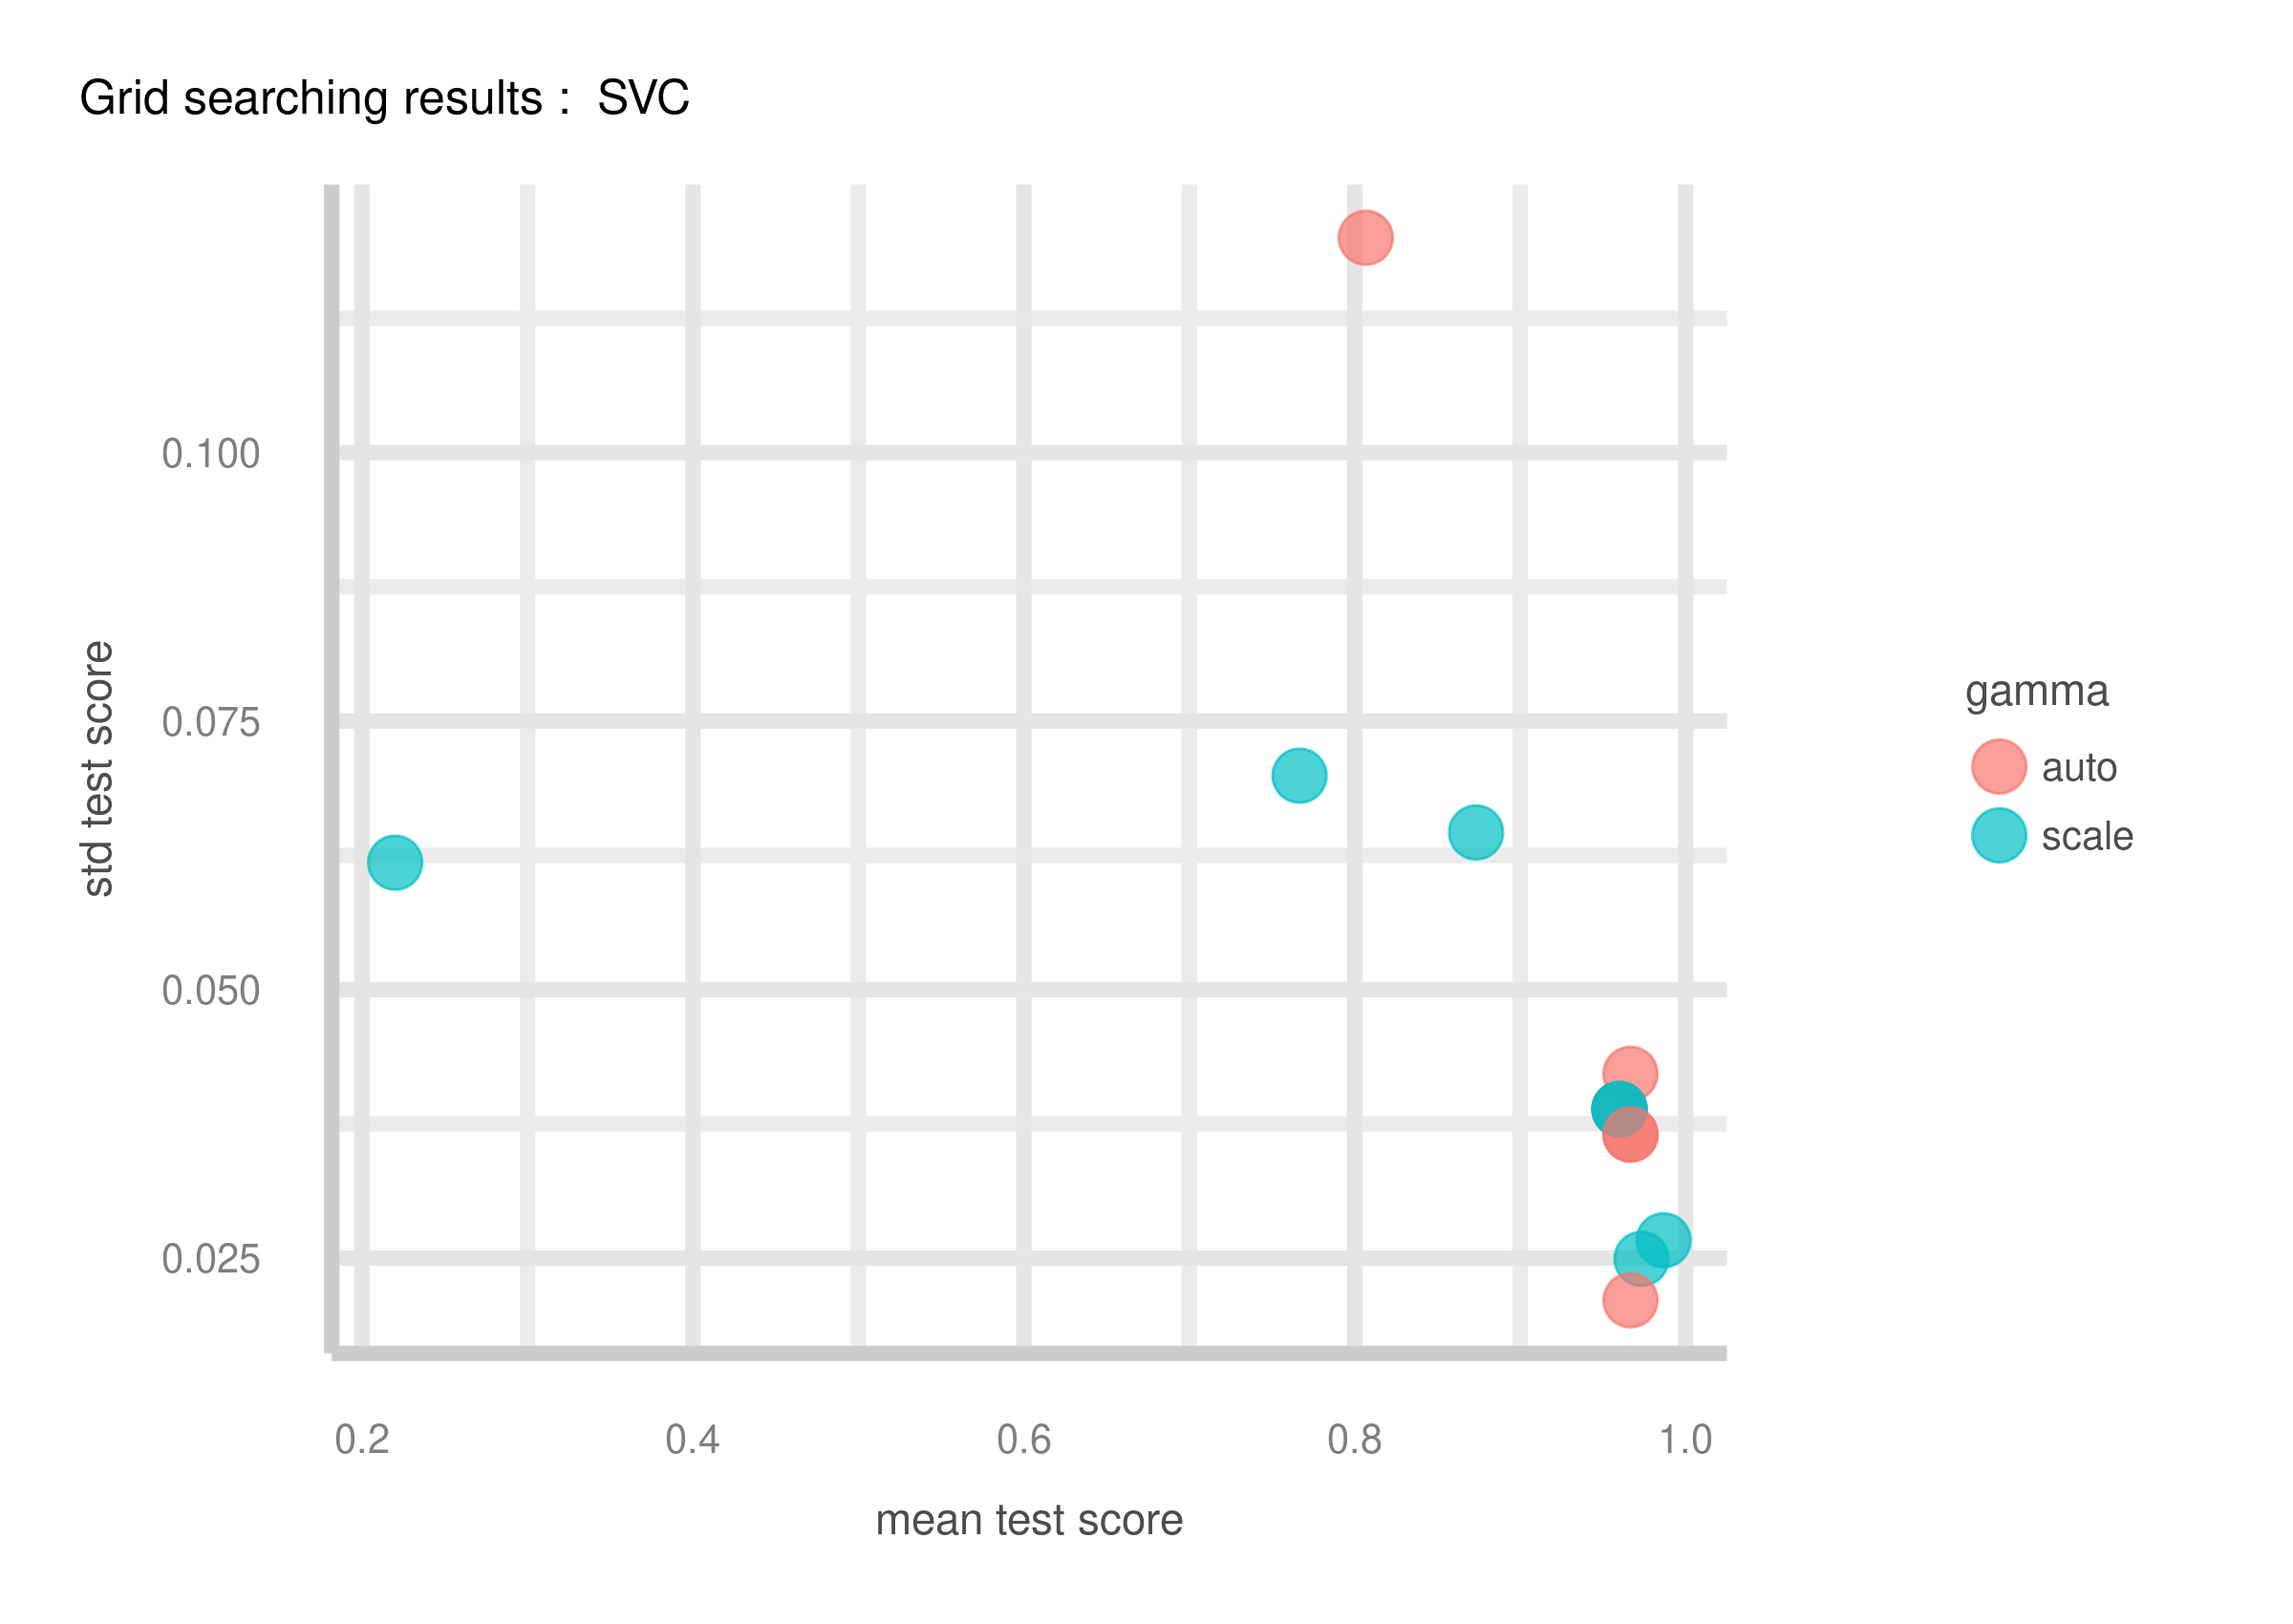 Grid searching results :  SVC
0.100
0.075
0.050
0.025
std test score
0.2 0.4 0.6 0.8 1.0
mean test score
gamma
auto
scale